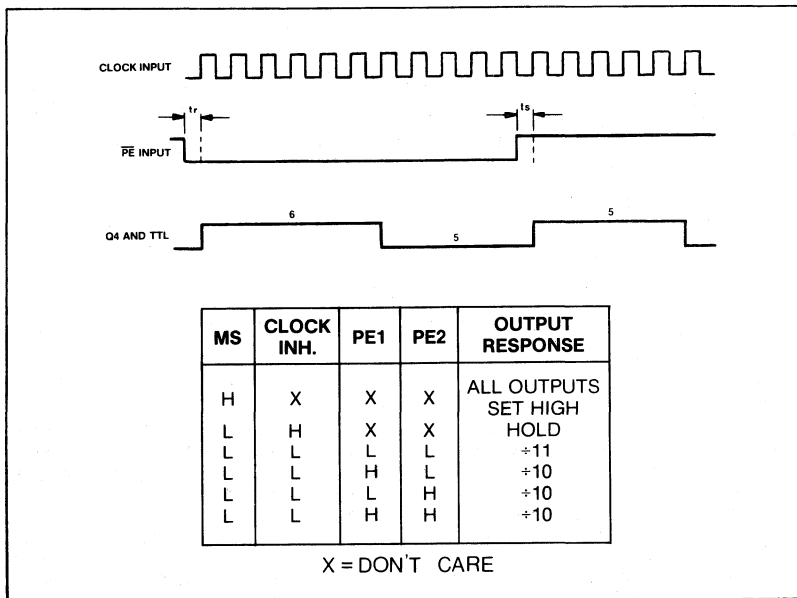 CLOCK INPUT
tr
ts
PE INPUT
6
5
5
Q4 AND TTL
MS CLOCK INH. PE1 PE2 OUTPUT RESPONSE
H X X X ALL OUTPUTS SET HIGH
L H X X HOLD
L L L L ÷11
L L H L ÷10
L L L H ÷10
L L H H ÷10
X = DON'T CARE